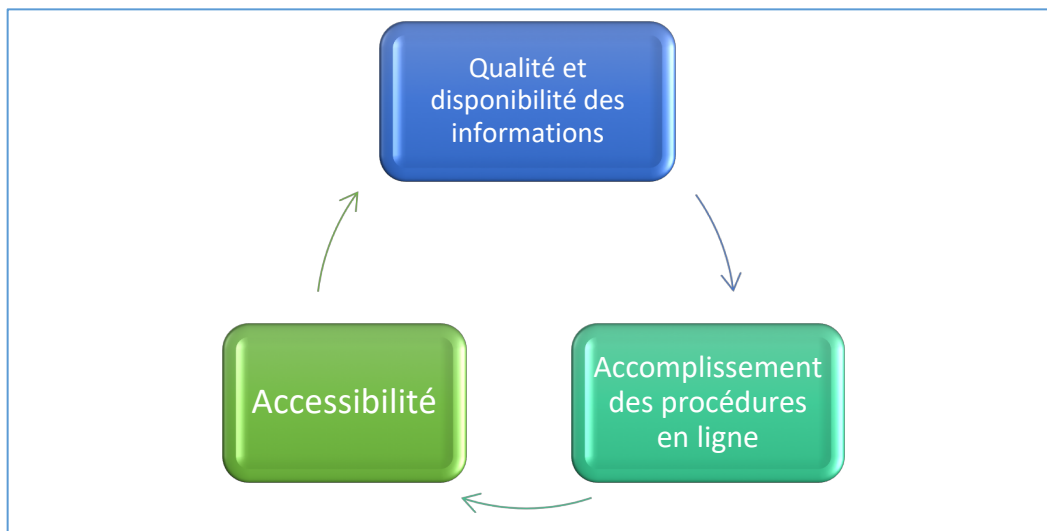 Qualité et
disponibilité des
informations
Accessibilité
Accomplissement
des procédures
en ligne